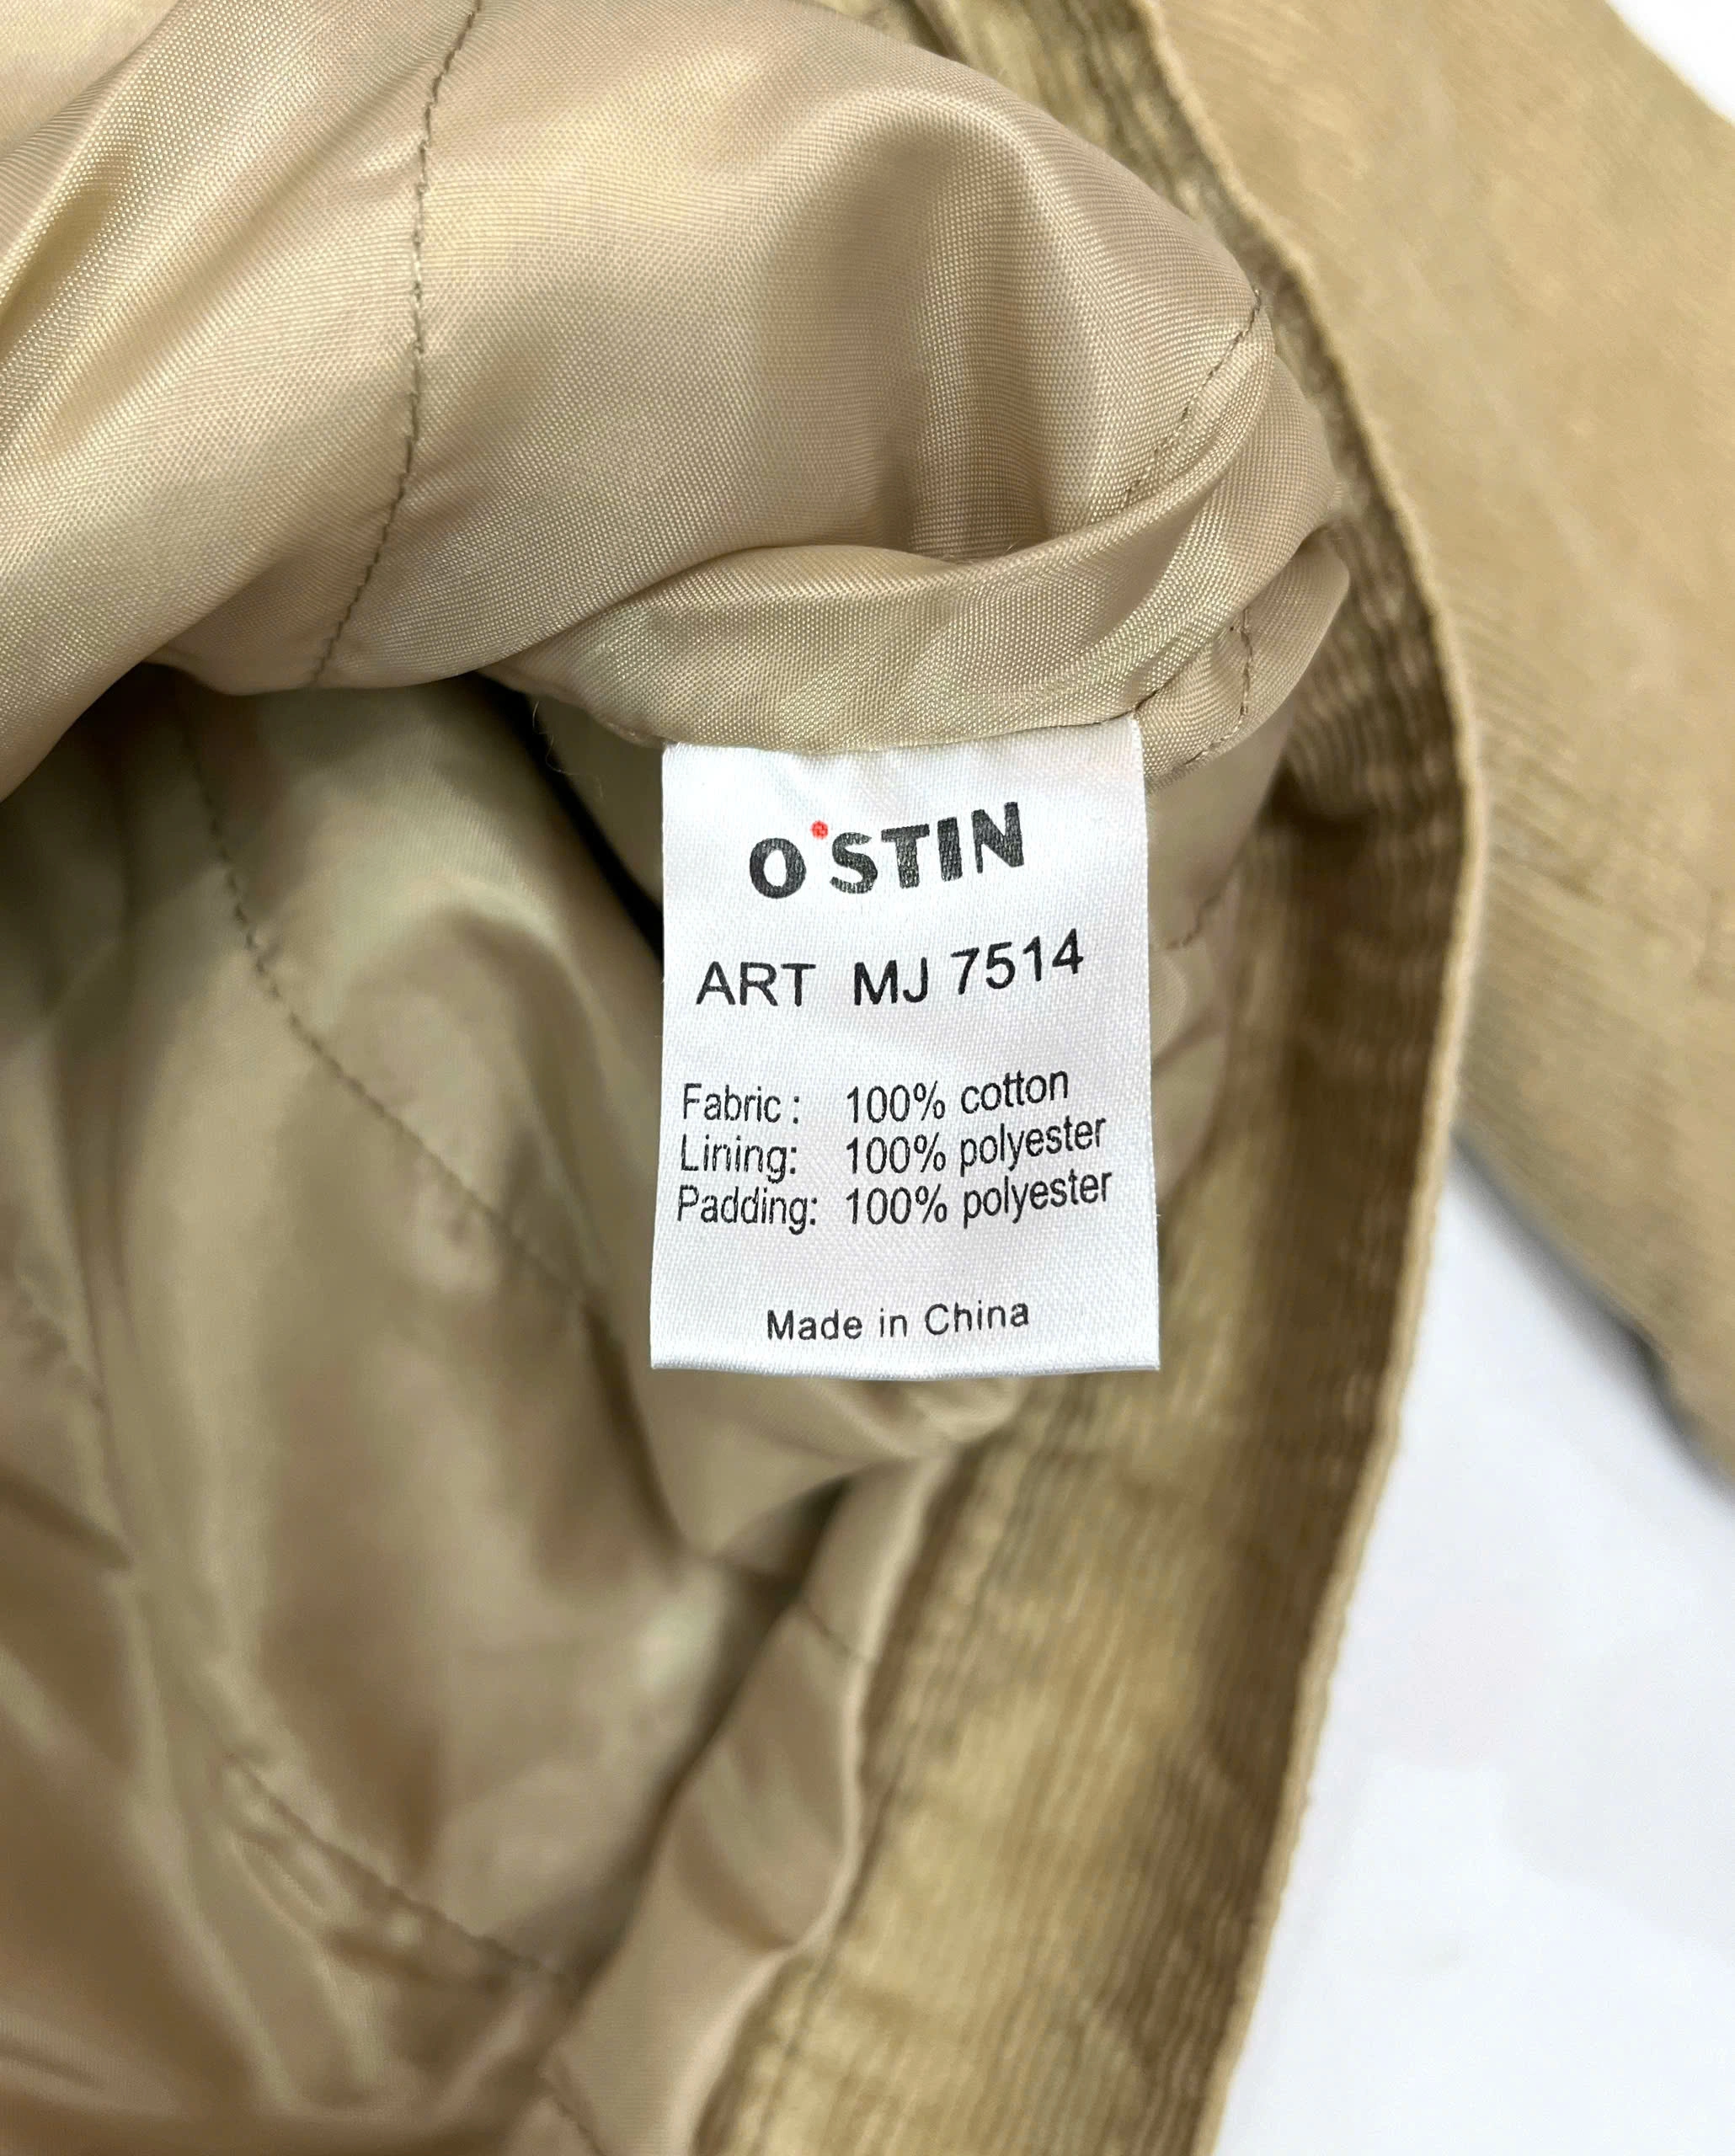 O'STIN
ART MJ 7514
Fabric : 100% cotton
Lining: 100% polyester
Padding: 100% polyester
Made in China